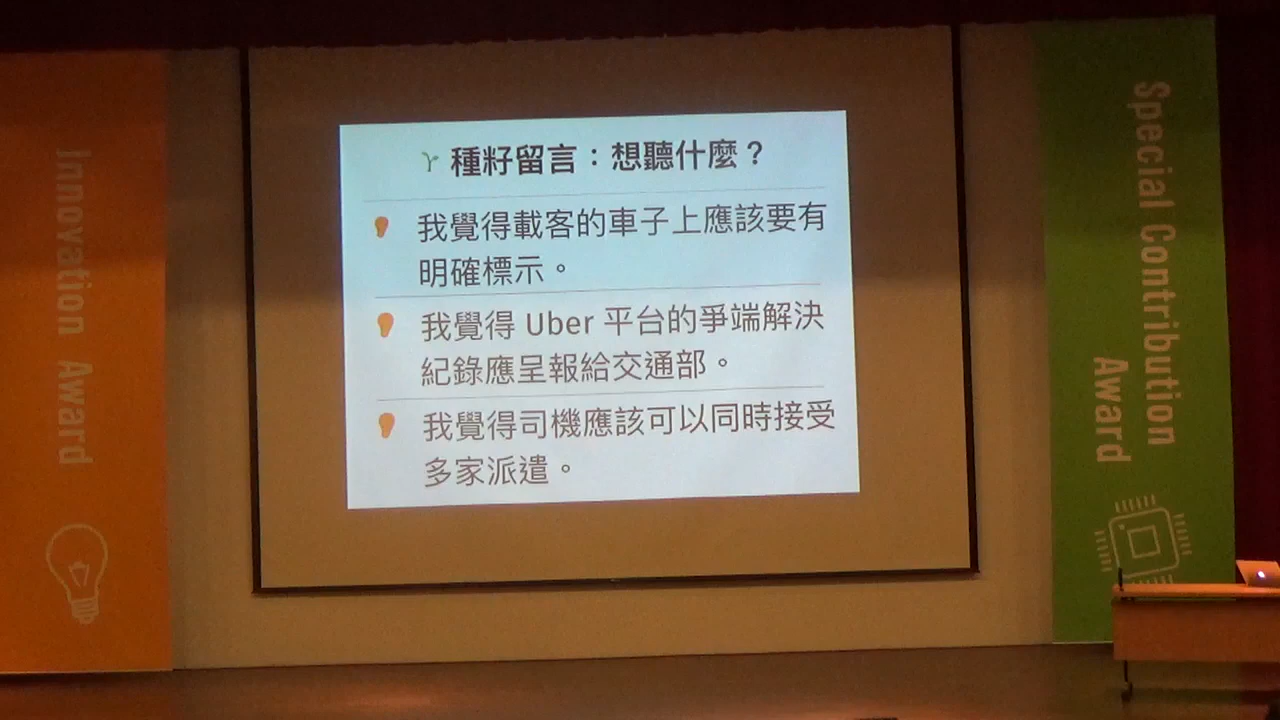 Innovation Award
種籽留言：想聽什麼？
我覺得載客的車子上應該要有
明確標示。
我覺得 Uber 平台的爭端解決
紀錄應呈報給交通部。
我覺得司機應該可以同時接受
多家派遣。
Special Contribution
Award